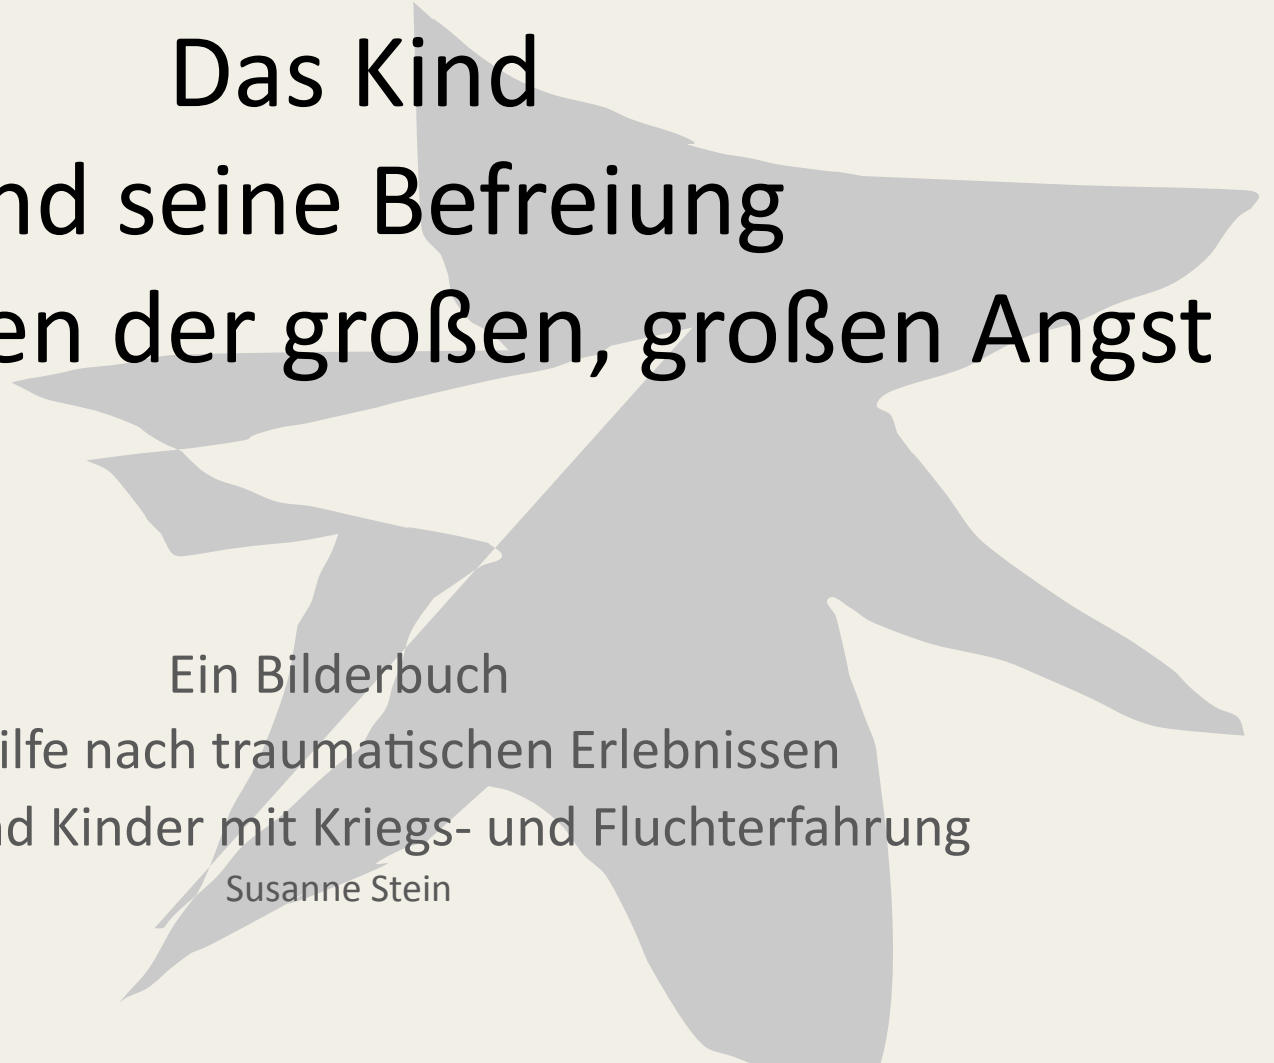 Das Kind
nd seine Befreiung
en der großen, großen Angst
Ein Bilderbuch
ilfe nach traumatischen Erlebnissen
nd Kinder mit Kriegs- und Fluchterfahrung
Susanne Stein